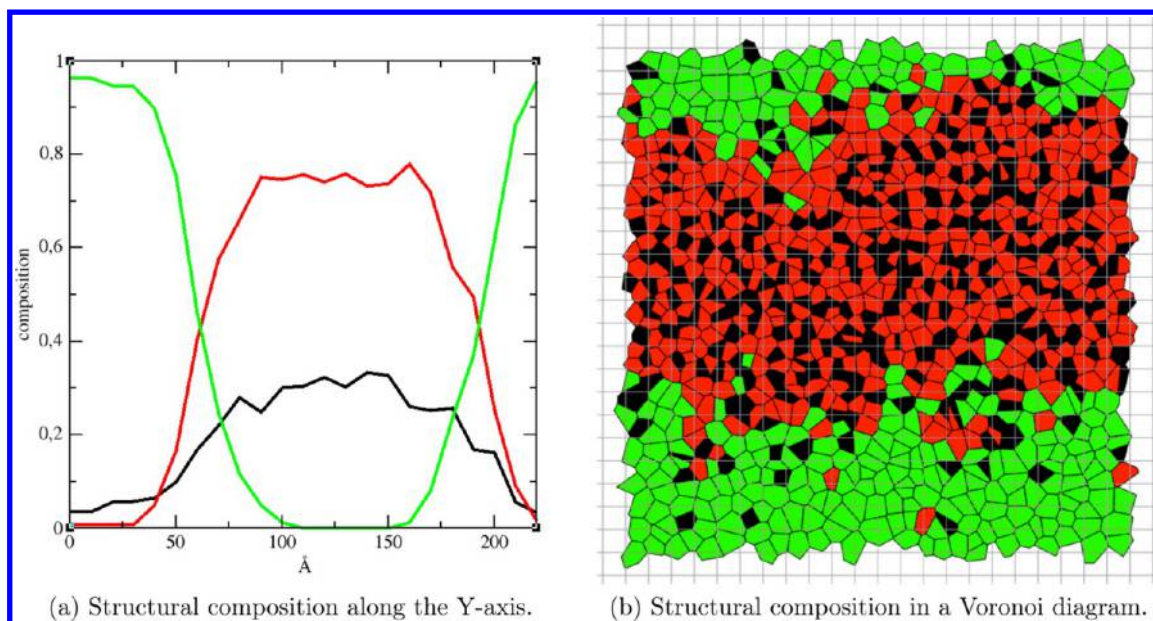 1
0.8
0.6
0.4
0.2
0
composition
0 50 100 150 200
Å
(a) Structural composition along the Y-axis.
(b) Structural composition in a Voronoi diagram.